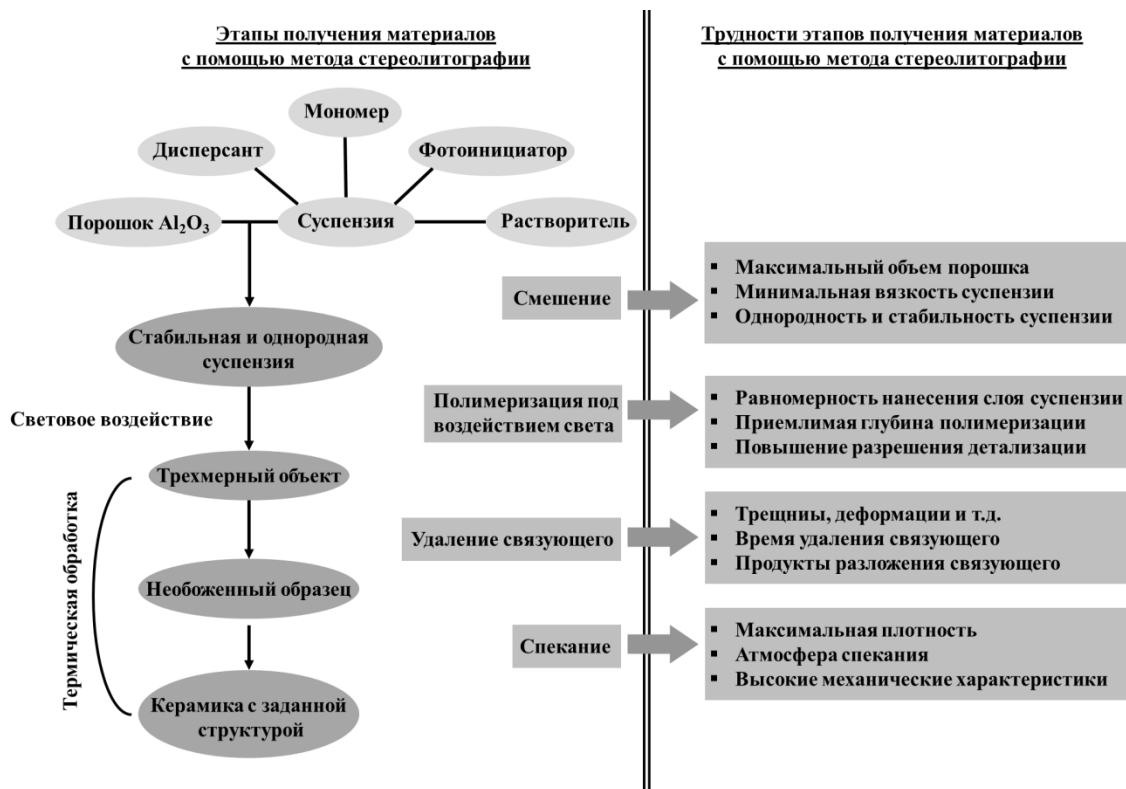 Этапы получения материалов
с помощью метода стереолитографии
Мономер
Дисперсант
Фотоинициатор
Порошок Al₂O₃
Суспензия
Растворитель
Стабильная и однородная
суспензия
Световое воздействие
Трехмерный объект
Термическая обработка
Необоженный образец
Керамика с заданной
структурой
Трудности этапов получения материалов
с помощью метода стереолитографии
Смешение
▪ Максимальный объем порошка
▪ Минимальная вязкость суспензии
▪ Однородность и стабильность суспензии
Полимеризация под
воздействием света
▪ Равномерность нанесения слоя суспензии
▪ Приемлимая глубина полимеризации
▪ Повышение разрешения детализации
Удаление связующего
▪ Трещниы, деформации и т.д.
▪ Время удаления связующего
▪ Продукты разложения связующего
Спекание
▪ Максимальная плотность
▪ Атмосфера спекания
▪ Высокие механические характеристики